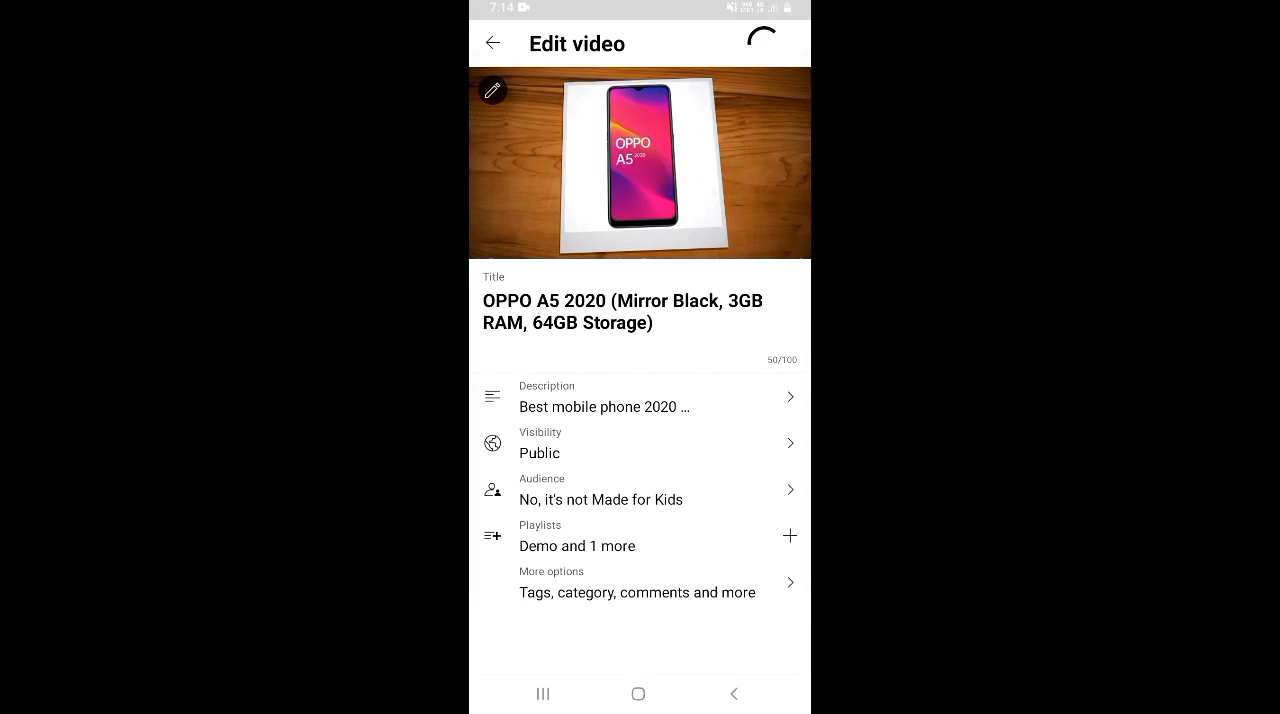 7:14
Edit video
OPPO
A5 2020
Title
OPPO A5 2020 (Mirror Black, 3GB
RAM, 64GB Storage)
50/100
Description
Best mobile phone 2020 ...
Visibility
Public
Audience
No, it's not Made for Kids
Playlists
Demo and 1 more
More options
Tags, category, comments and more